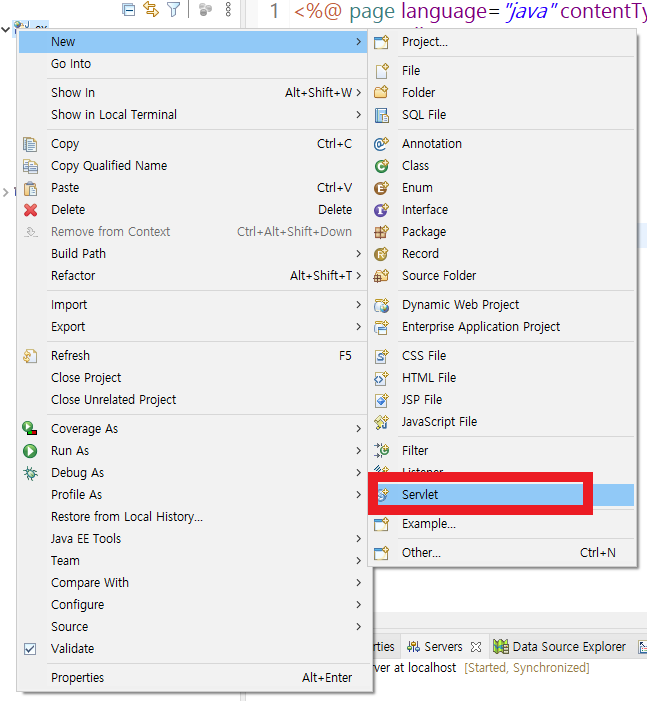 1 <%@ page language="java" contentTy
ex
New
Go Into
Show In Alt+Shift+W
Show in Local Terminal
Copy Ctrl+C
Copy Qualified Name
Paste Ctrl+V
Delete Delete
Remove from Context Ctrl+Alt+Shift+Down
Build Path
Refactor Alt+Shift+T
Import
Export
Refresh F5
Close Project
Close Unrelated Project
Coverage As
Run As
Debug As
Profile As
Restore from Local History...
Java EE Tools
Team
Compare With
Configure
Source
Validate
Properties Alt+Enter
Project...
File
Folder
SQL File
Annotation
Class
Enum
Interface
Package
Record
Source Folder
Dynamic Web Project
Enterprise Application Project
CSS File
HTML File
JSP File
JavaScript File
Filter
Listener
Servlet
Example...
Other... Ctrl+N
rties Servers Data Source Explorer
ver at localhost [Started, Synchronized]